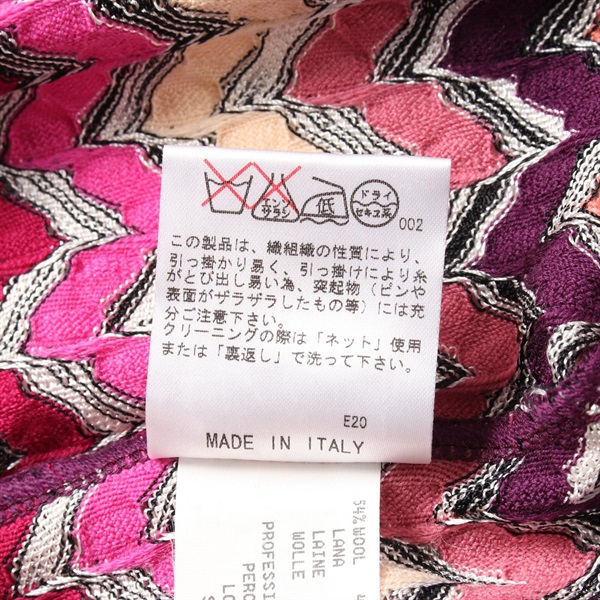 エンソ
サラシ
低
ドライ
セキユ系
002
この製品は、織組織の性質により、
引っ掛かり易く、引っ掛けにより糸
がとび出し易い為、突起物（ピンや
表面がザラザラしたもの等）には充
分ご注意下さい。
クリーニングの際は「ネット」使用
または「裏返し」で洗って下さい。
E20
MADE IN ITALY
54% WOOL
LANA
LAINE
WOLLE
PROFESSI
PERC